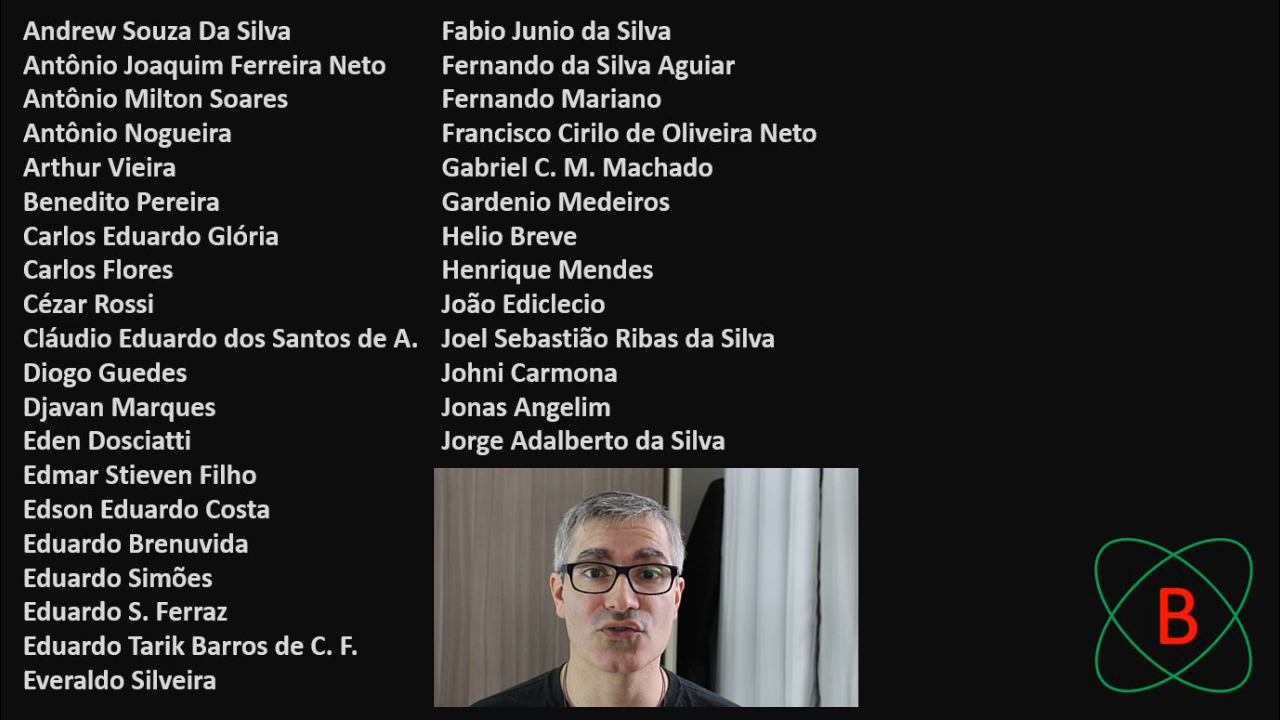 Andrew Souza Da Silva
Antônio Joaquim Ferreira Neto
Antônio Milton Soares
Antônio Nogueira
Arthur Vieira
Benedito Pereira
Carlos Eduardo Glória
Carlos Flores
Cézar Rossi
Cláudio Eduardo dos Santos de A.
Diogo Guedes
Djavan Marques
Eden Dosciatti
Edmar Stieven Filho
Edson Eduardo Costa
Eduardo Brenuvida
Eduardo Simões
Eduardo S. Ferraz
Eduardo Tarik Barros de C. F.
Everaldo Silveira
Fabio Junio da Silva
Fernando da Silva Aguiar
Fernando Mariano
Francisco Cirilo de Oliveira Neto
Gabriel C. M. Machado
Gardenio Medeiros
Helio Breve
Henrique Mendes
João Ediclecio
Joel Sebastião Ribas da Silva
Johni Carmona
Jonas Angelim
Jorge Adalberto da Silva
B